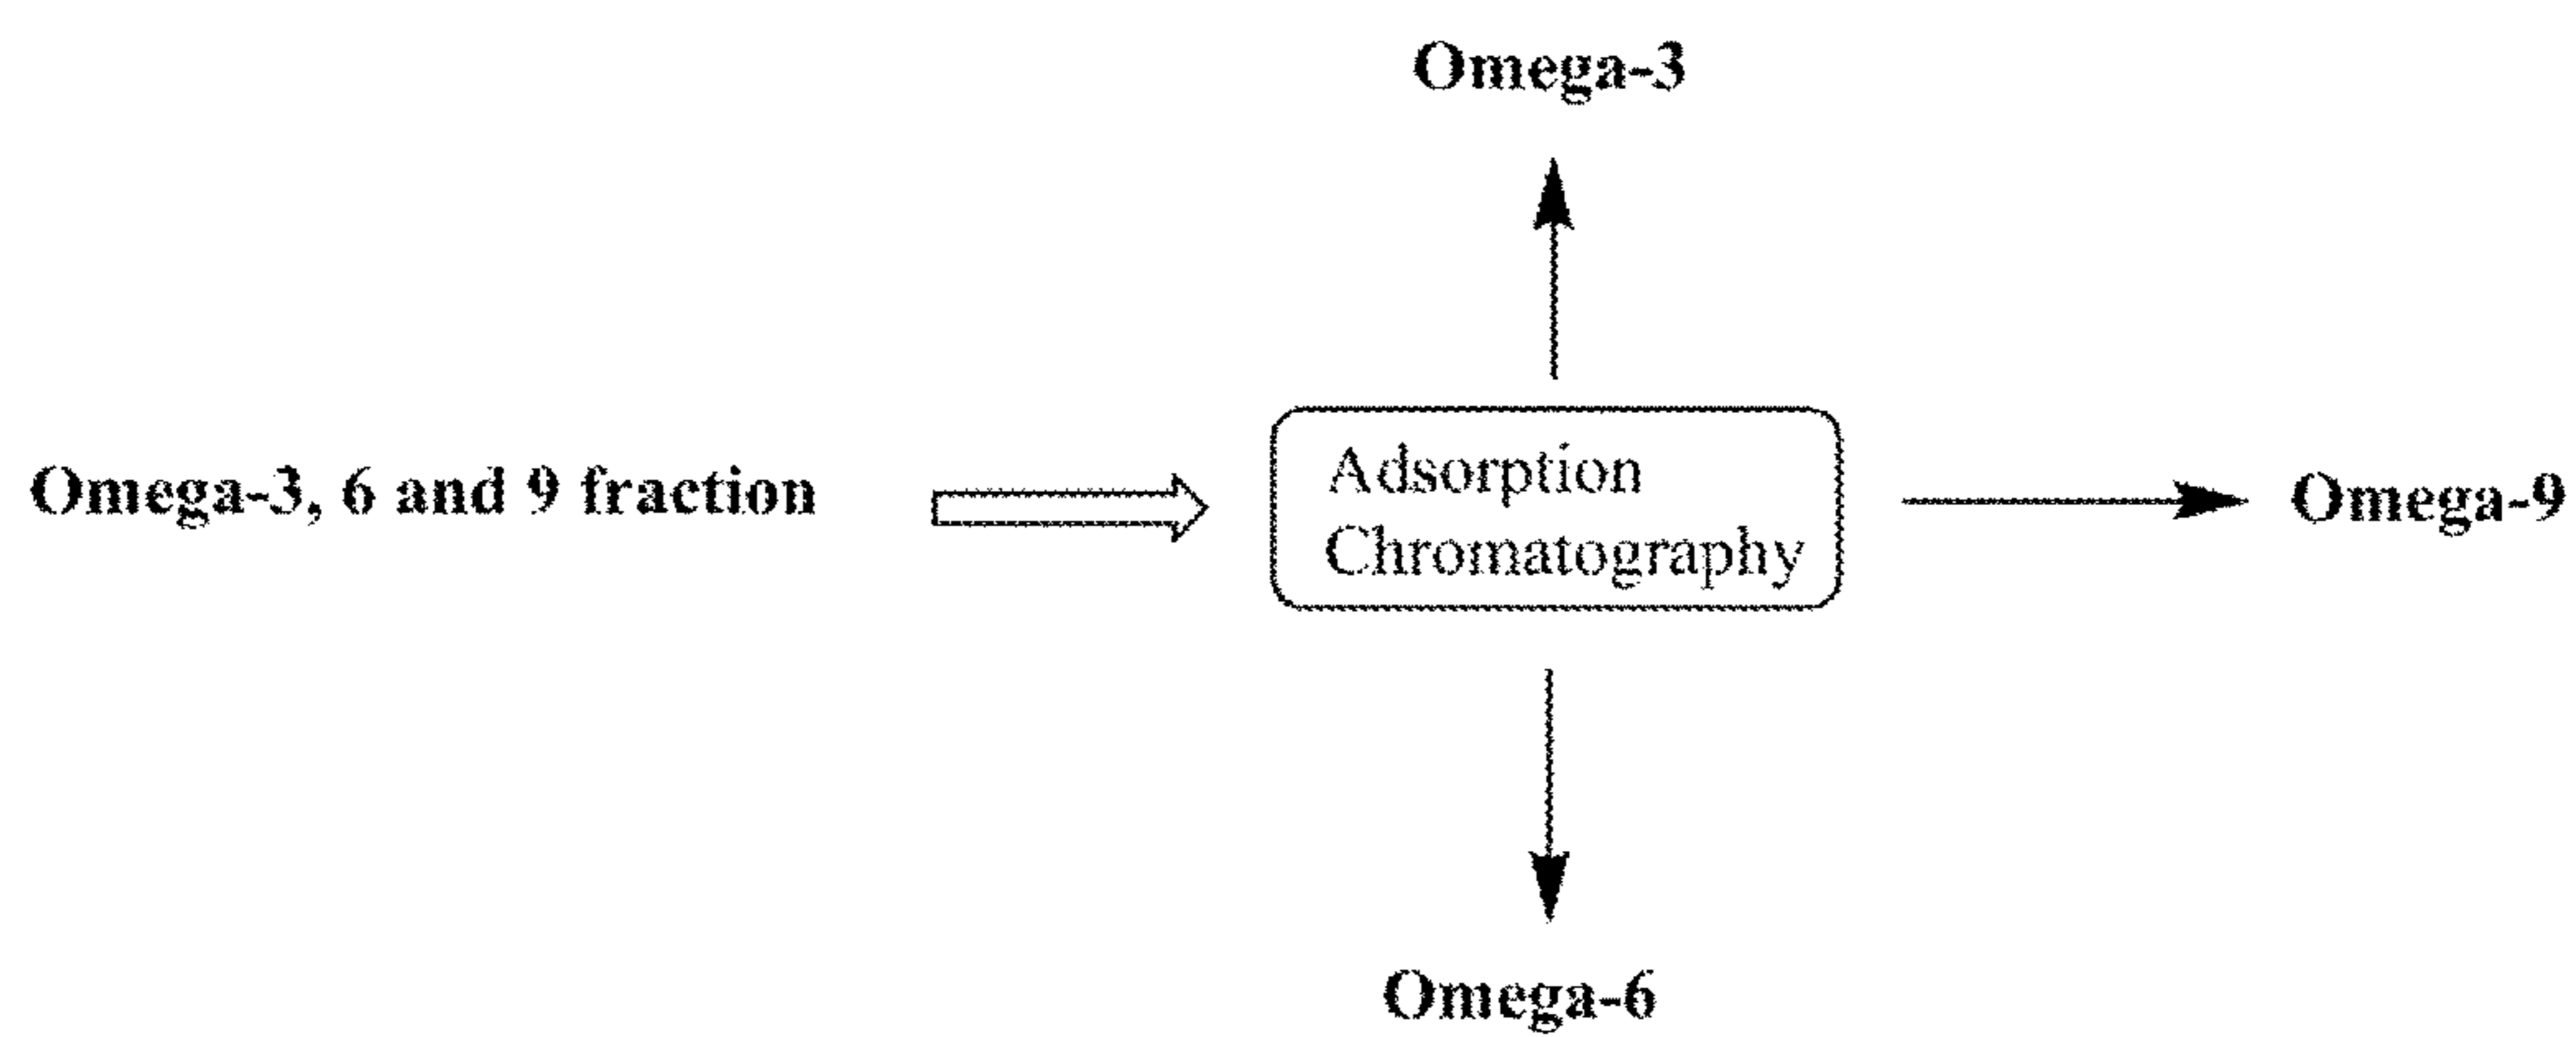 Omega-3
Omega-3, 6 and 9 fraction
Adsorption
Chromatography
Omega-9
Omega-6